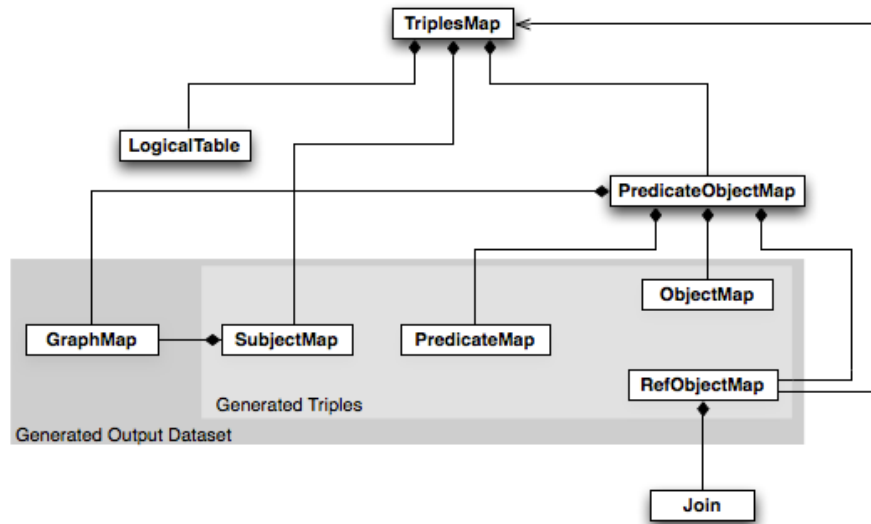 TriplesMap
LogicalTable
PredicateObjectMap
ObjectMap
GraphMap
SubjectMap
PredicateMap
RefObjectMap
Generated Triples
Generated Output Dataset
Join